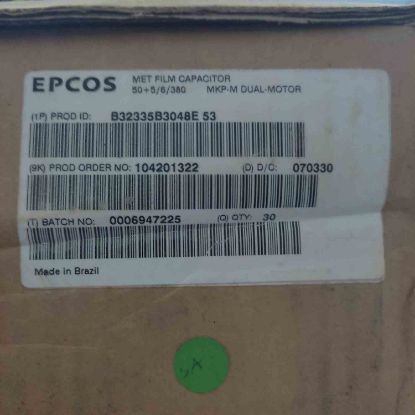 EPCOS MET FILM CAPACITOR
50+5/6/380 MKP-M DUAL-MOTOR
(1P) PROD ID: B32335B3048E 53
(9K) PROD ORDER NO: 104201322 (D) D/C: 070330
(T) BATCH NO: 0006947225 (Q) QTY: 30
Made in Brazil